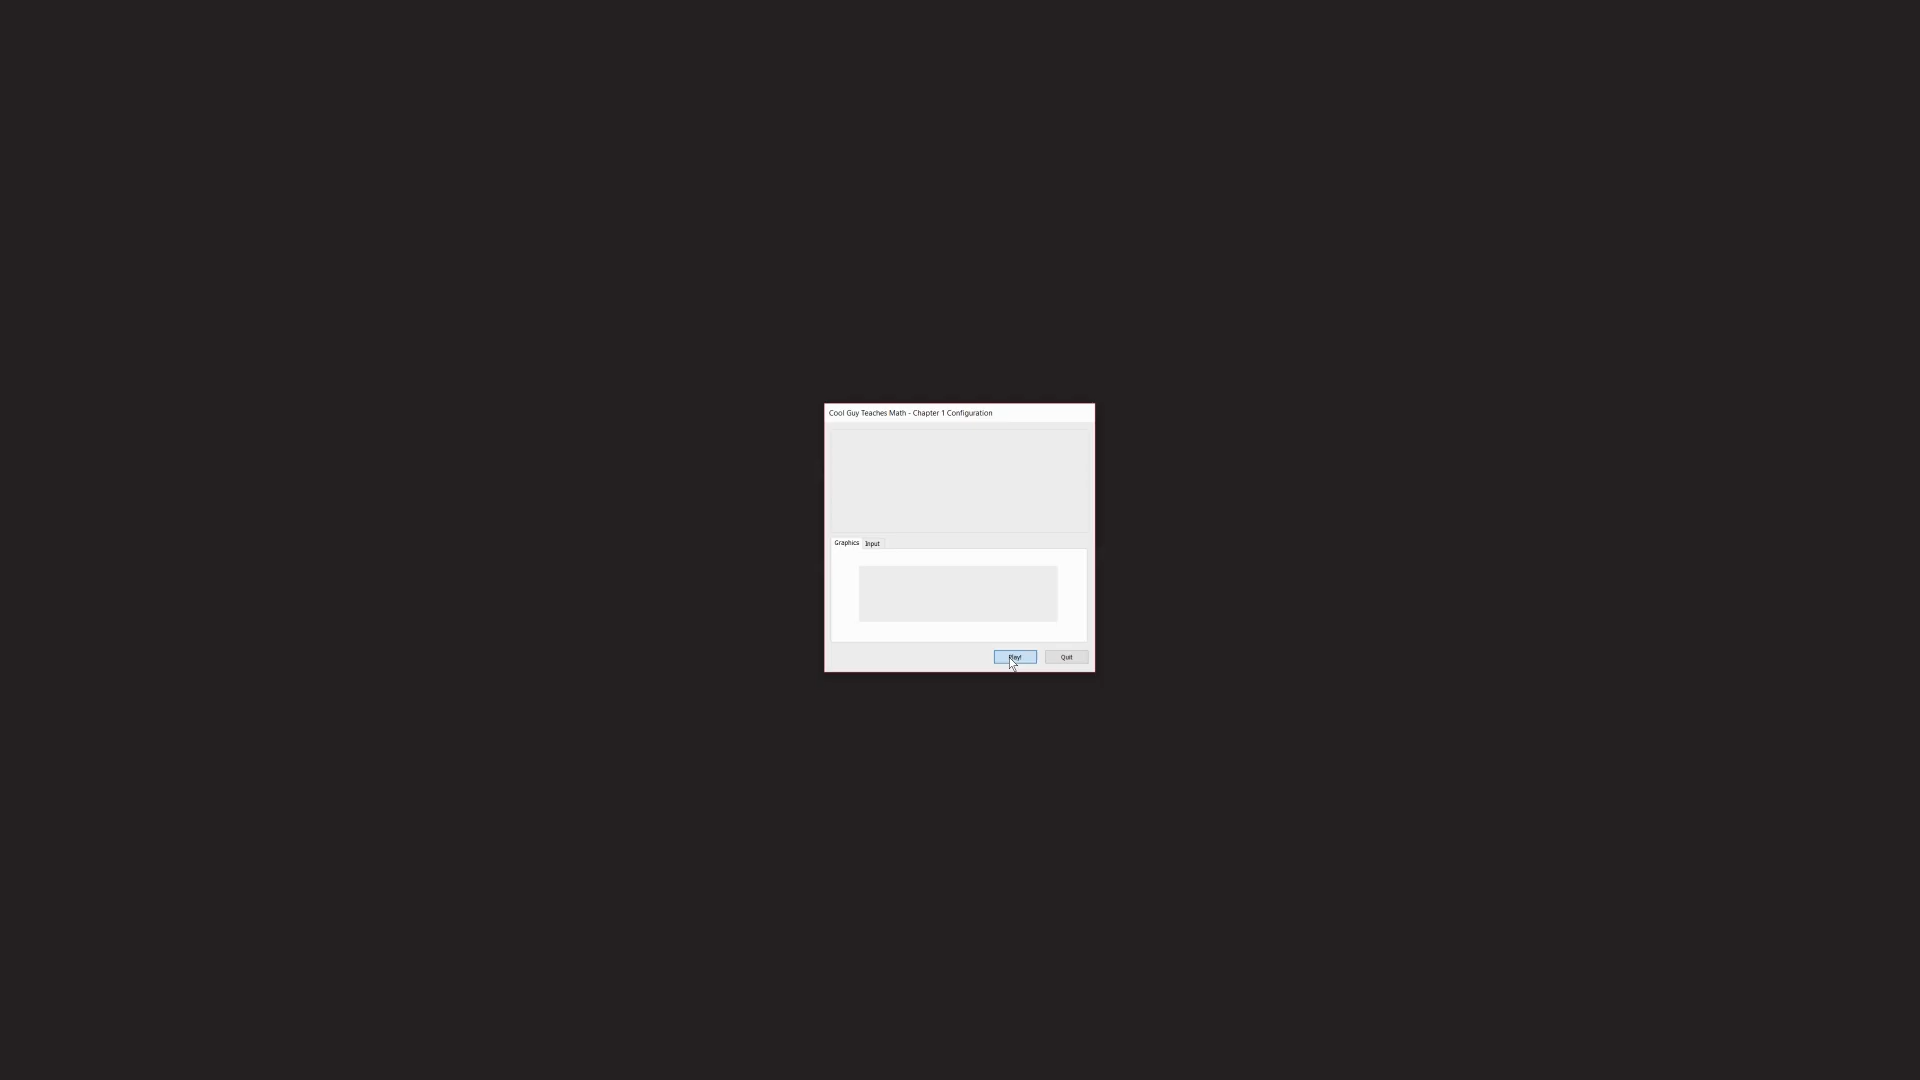 Cool Guy Teaches Math - Chapter 1 Configuration
Graphics Input
Play! Quit